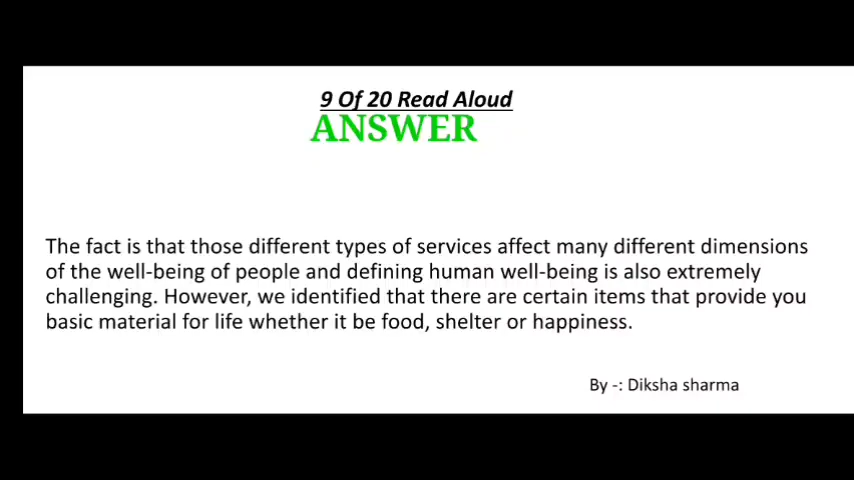 9 Of 20 Read Aloud
ANSWER
The fact is that those different types of services affect many different dimensions
of the well-being of people and defining human well-being is also extremely
challenging. However, we identified that there are certain items that provide you
basic material for life whether it be food, shelter or happiness.
By -: Diksha sharma